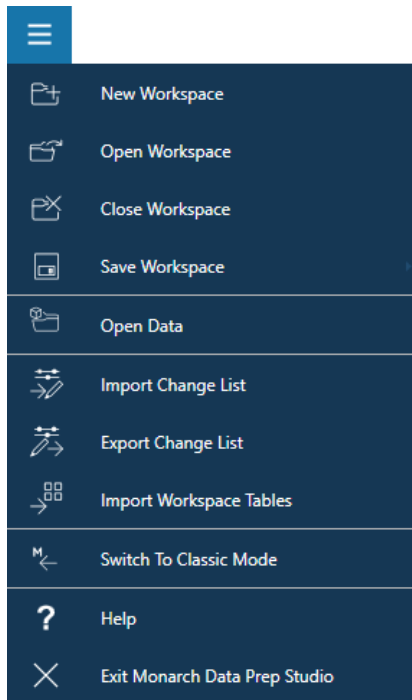 New Workspace
Open Workspace
Close Workspace
Save Workspace
Open Data
Import Change List
Export Change List
Import Workspace Tables
M
Switch To Classic Mode
?
Help
Exit Monarch Data Prep Studio